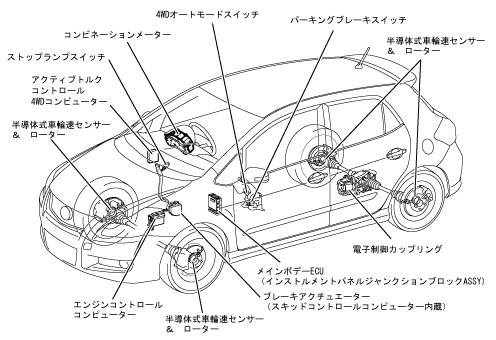 4WDオートモードスイッチ
パーキングブレーキスイッチ
コンビネーションメーター
半導体式車輪速センサー
& ローター
ストップランプスイッチ
アクティブトルク
コントロール
4WDコンピューター
半導体式車輪速センサー
& ローター
電子制御カップリング
メインボデーECU
(インストルメントパネルジャンクションブロックASSY)
ブレーキアクチュエーター
(スキッドコントロールコンピューター内蔵)
エンジンコントロール
コンピューター
半導体式車輪速センサー
& ローター